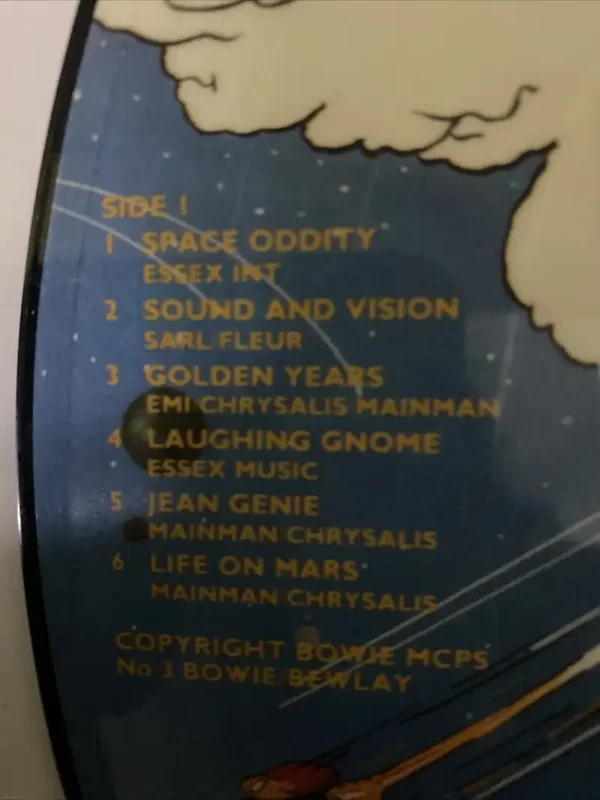 SIDE 1
1 SPACE ODDITY
ESSEX INT
2 SOUND AND VISION
SARL FLEUR
3 GOLDEN YEARS
EMI CHRYSALIS MAINMAN
4 LAUGHING GNOME
ESSEX MUSIC
5 JEAN GENIE
MAINMAN CHRYSALIS
6 LIFE ON MARS
MAINMAN CHRYSALIS
COPYRIGHT BOWIE MCPS
No 3 BOWIE BEWLAY